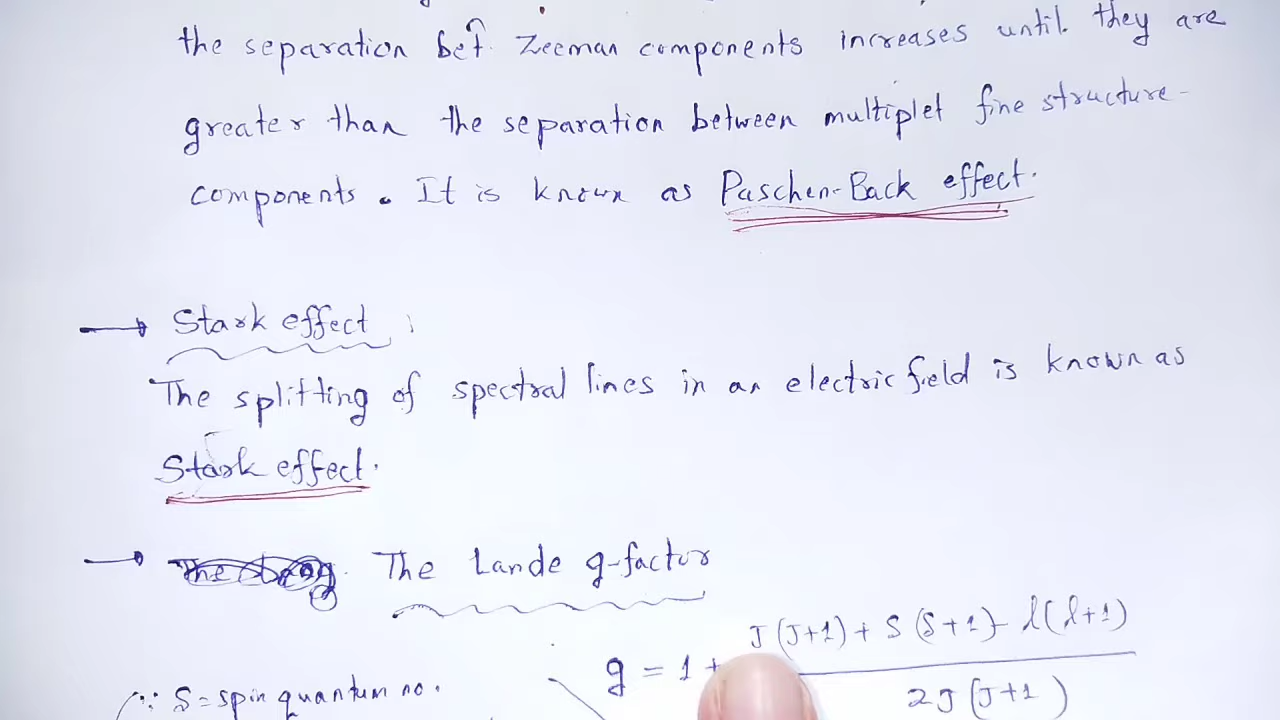 the separation betn. Zeeman components increases until they are
greater than the separation between multiplet fine structure-
components. It is known as Paschen-Back effect.
→ Stark effect :
The splitting of spectral lines in an electric field is known as
Stark effect.
→ The Lande g-factor
g = 1 + J(J+1) + S(S+1) - l(l+1)
2J(J+1)
∵ S = spin quantum no.